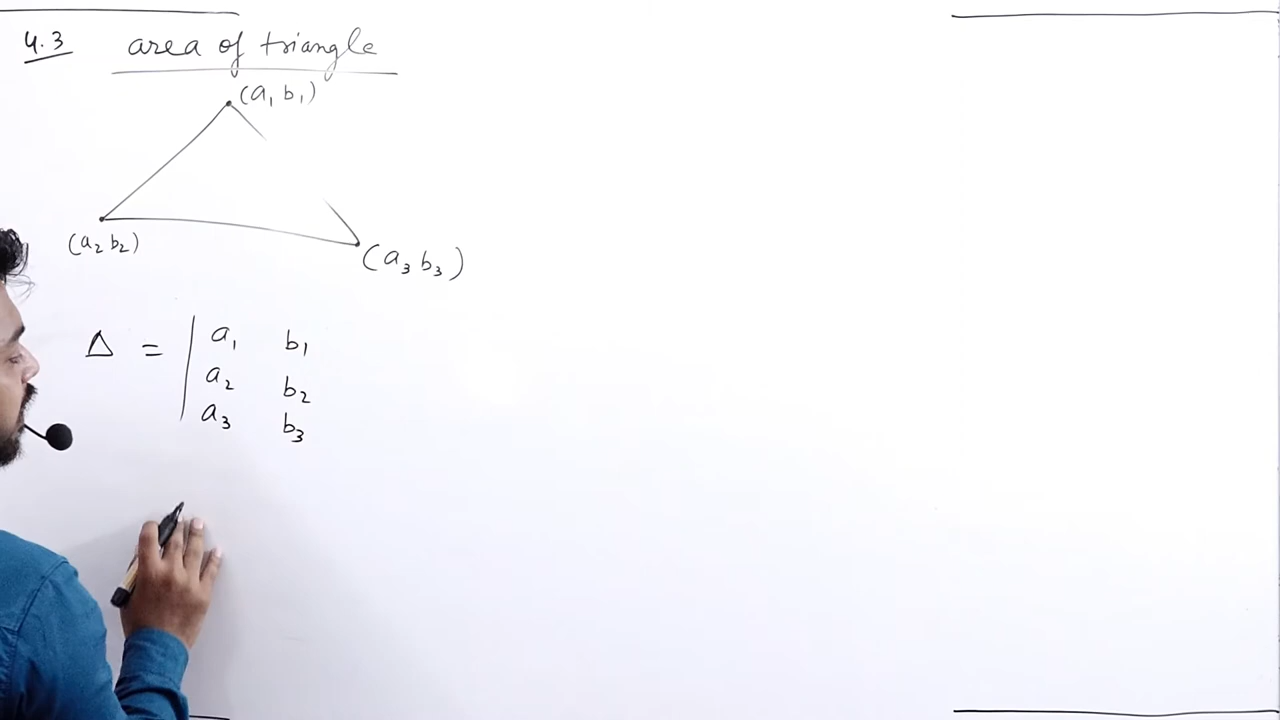 4.3 area of triangle
(a₁ b₁)
(a₂ b₂)
(a₃ b₃)
Δ = | a₁ b₁
a₂ b₂
a₃ b₃